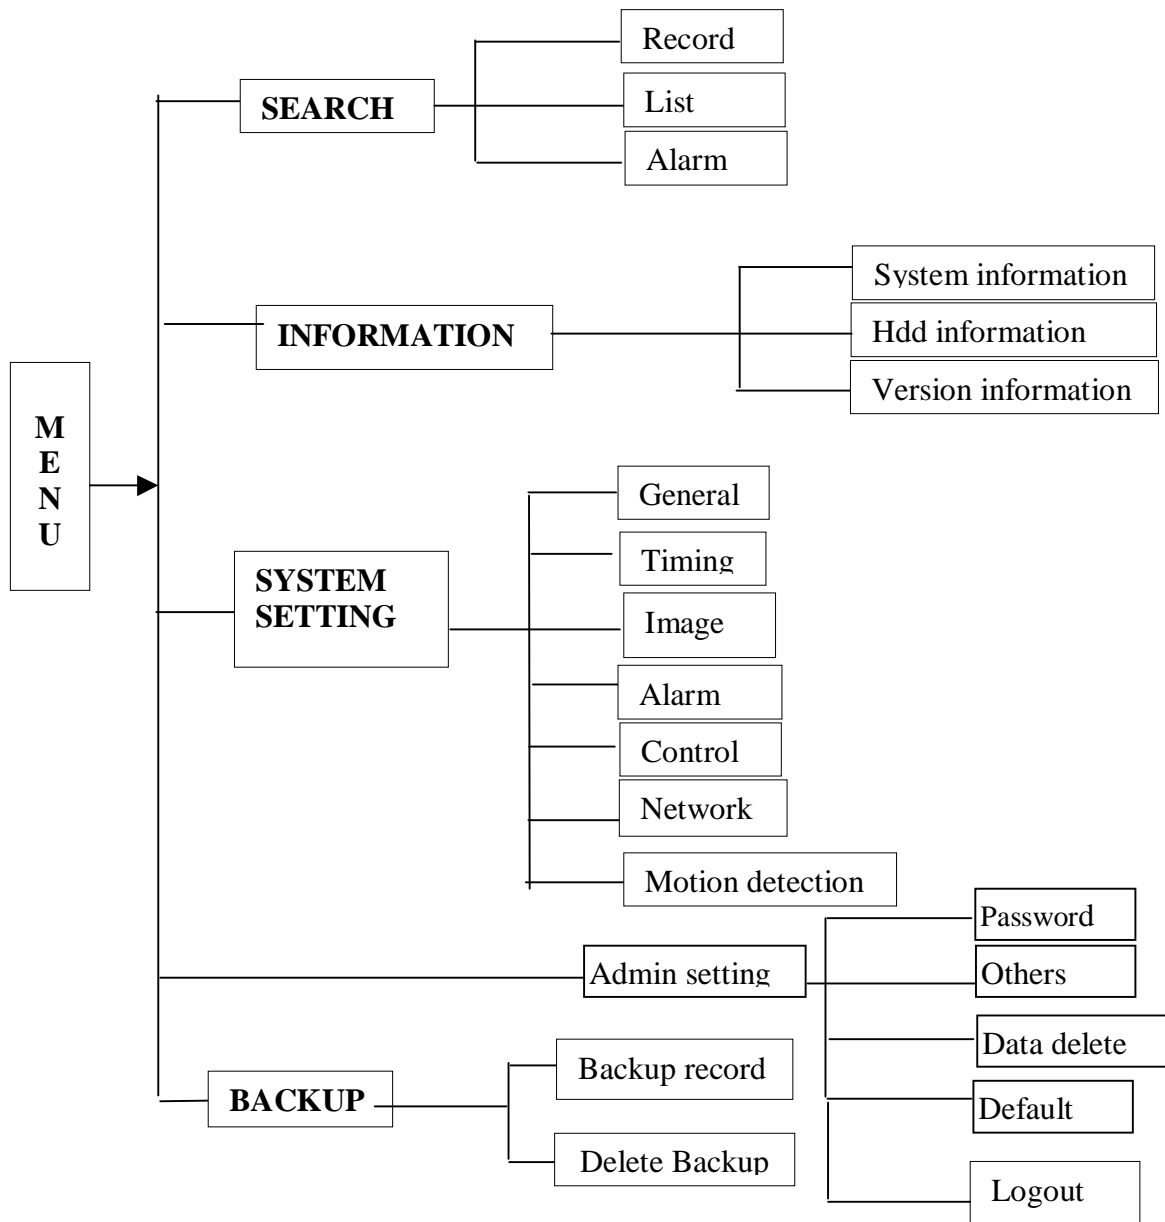 MENU
SEARCH
Record
List
Alarm
INFORMATION
System information
Hdd information
Version information
SYSTEM
SETTING
General
Timing
Image
Alarm
Control
Network
Motion detection
Admin setting
Password
Others
Data delete
Default
Logout
BACKUP
Backup record
Delete Backup